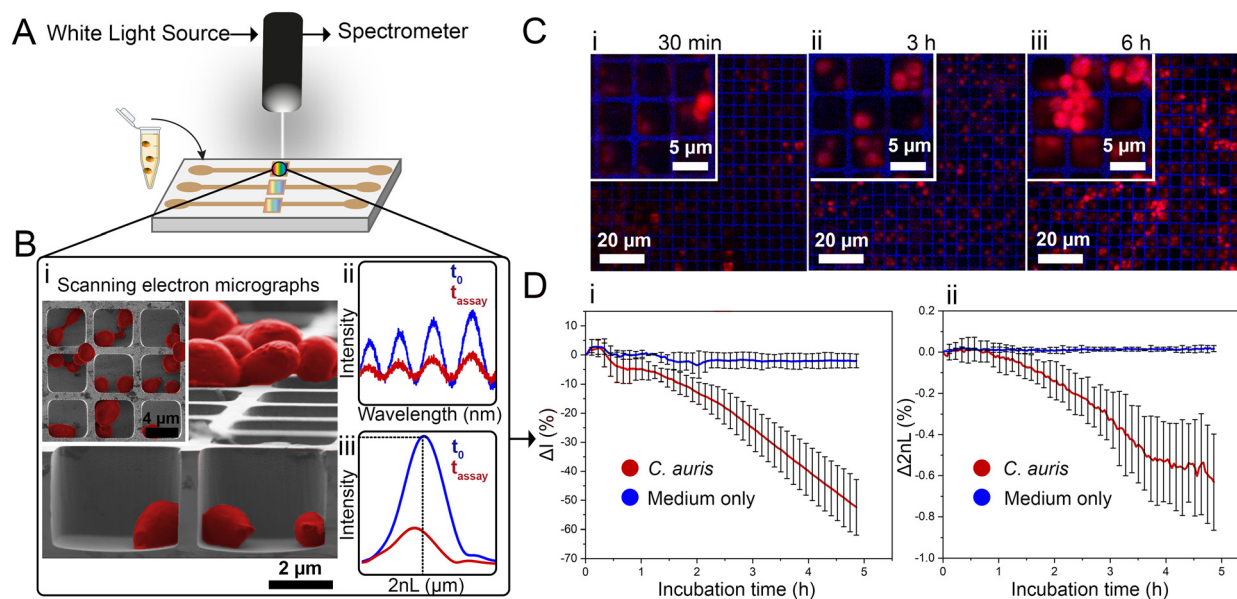 A
White Light Source
Spectrometer
B
i
Scanning electron micrographs
4 µm
2 µm
ii
t0
tassay
Intensity
Wavelength (nm)
iii
t0
tassay
Intensity
2nL (µm)
C
i
30 min
5 µm
20 µm
ii
3 h
5 µm
20 µm
iii
6 h
5 µm
20 µm
D
i
10
0
-10
-20
-30
-40
-50
-60
-70
ΔI (%)
C. auris
Medium only
0 1 2 3 4 5
Incubation time (h)
ii
0.2
0.0
-0.2
-0.4
-0.6
-0.8
-1.0
Δ2nL (%)
C. auris
Medium only
0 1 2 3 4 5
Incubation time (h)